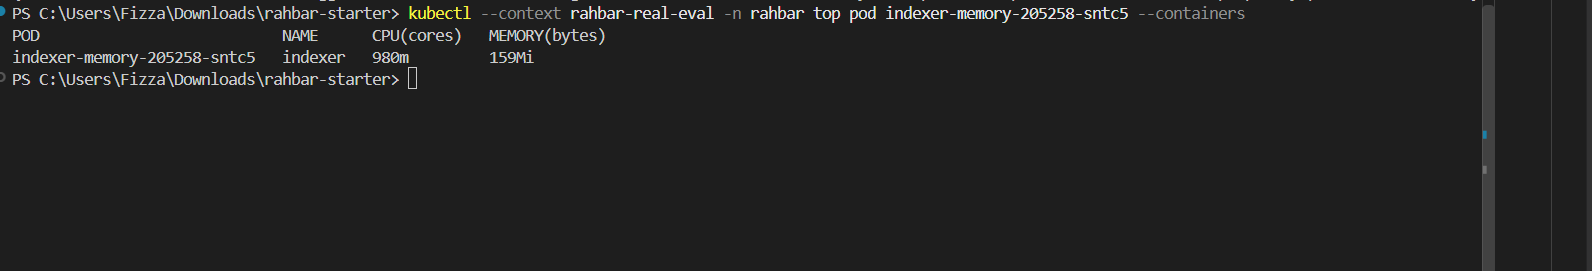 PS C:\Users\Fizza\Downloads\rahbar-starter> kubectl --context rahbar-real-eval -n rahbar top pod indexer-memory-205258-sntc5 --containers
POD                           NAME      CPU(cores)   MEMORY(bytes)
indexer-memory-205258-sntc5   indexer   980m         159Mi
PS C:\Users\Fizza\Downloads\rahbar-starter>